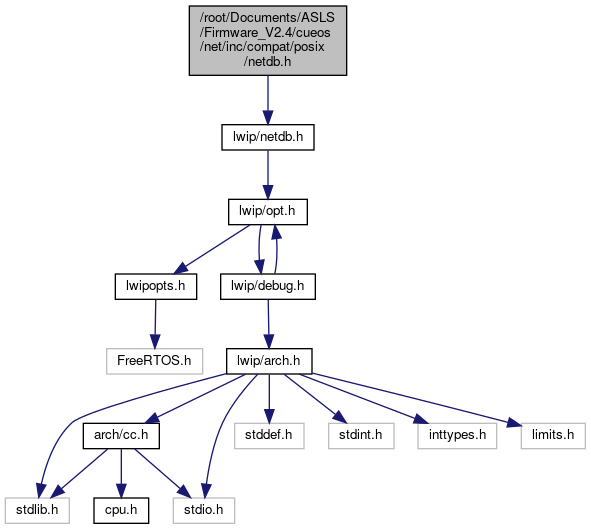 /root/Documents/ASLS
/Firmware_V2.4/cueos
/net/inc/compat/posix
/netdb.h
lwip/netdb.h
lwip/opt.h
lwipopts.h
lwip/debug.h
FreeRTOS.h
lwip/arch.h
arch/cc.h
stddef.h
stdint.h
inttypes.h
limits.h
stdlib.h
cpu.h
stdio.h